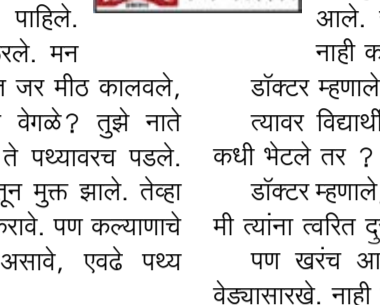 पाहिले.
रले. मन
जर मीठ कालवले,
वेगळे? तुझे नाते
ते पथ्यावरच पडले.
तून मुक्त झाले. तेव्हा
रावे. पण कल्याणाचे
असावे, एवढे पथ्य
आले.
नाही क
डॉक्टर म्हणाले
त्यावर विद्यार्थी
कधी भेटले तर ?
डॉक्टर म्हणाले,
मी त्यांना त्वरित दु
पण खरंच आ
वेड्यासारखे. नाही